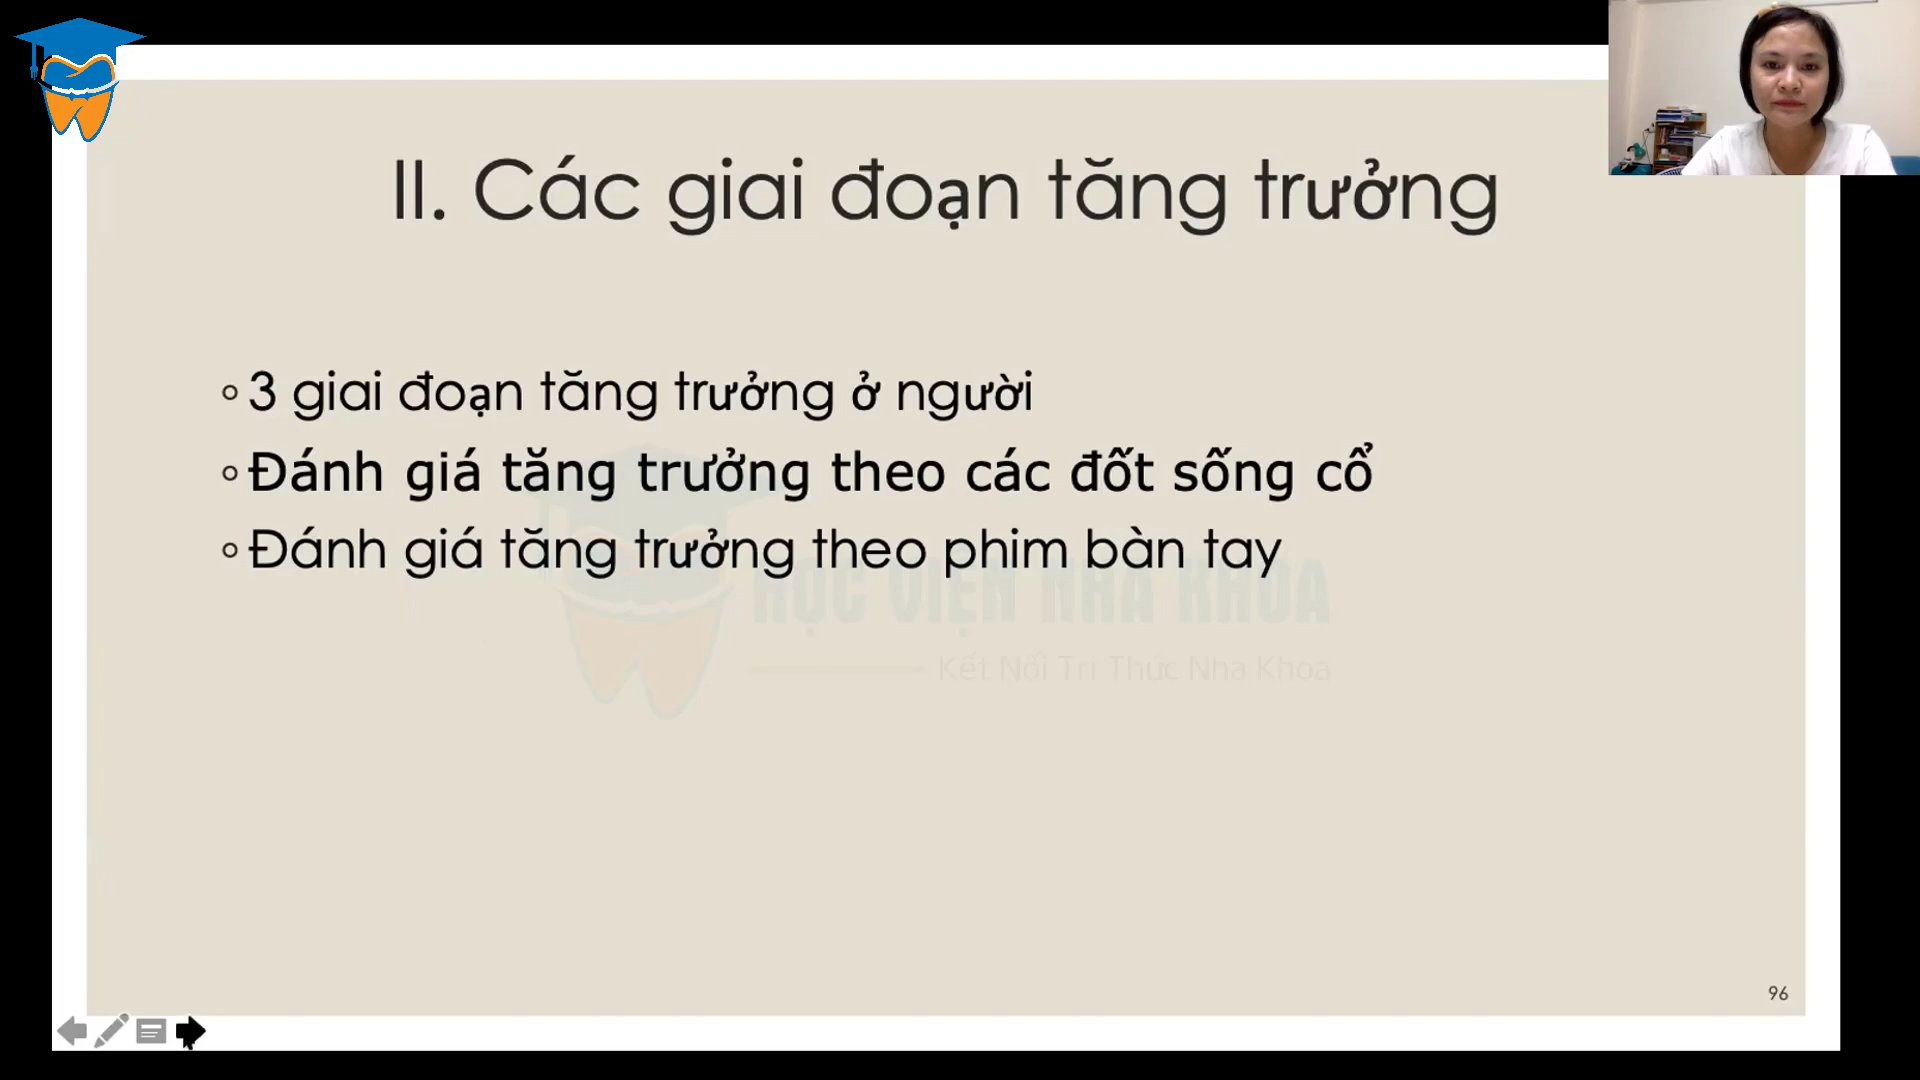 II. Các giai đoạn tăng trưởng
◦3 giai đoạn tăng trưởng ở người
◦Đánh giá tăng trưởng theo các đốt sống cổ
◦Đánh giá tăng trưởng theo phim bàn tay
HỌC VIỆN NHA KHOA
Kết Nối Tri Thức Nha Khoa
96